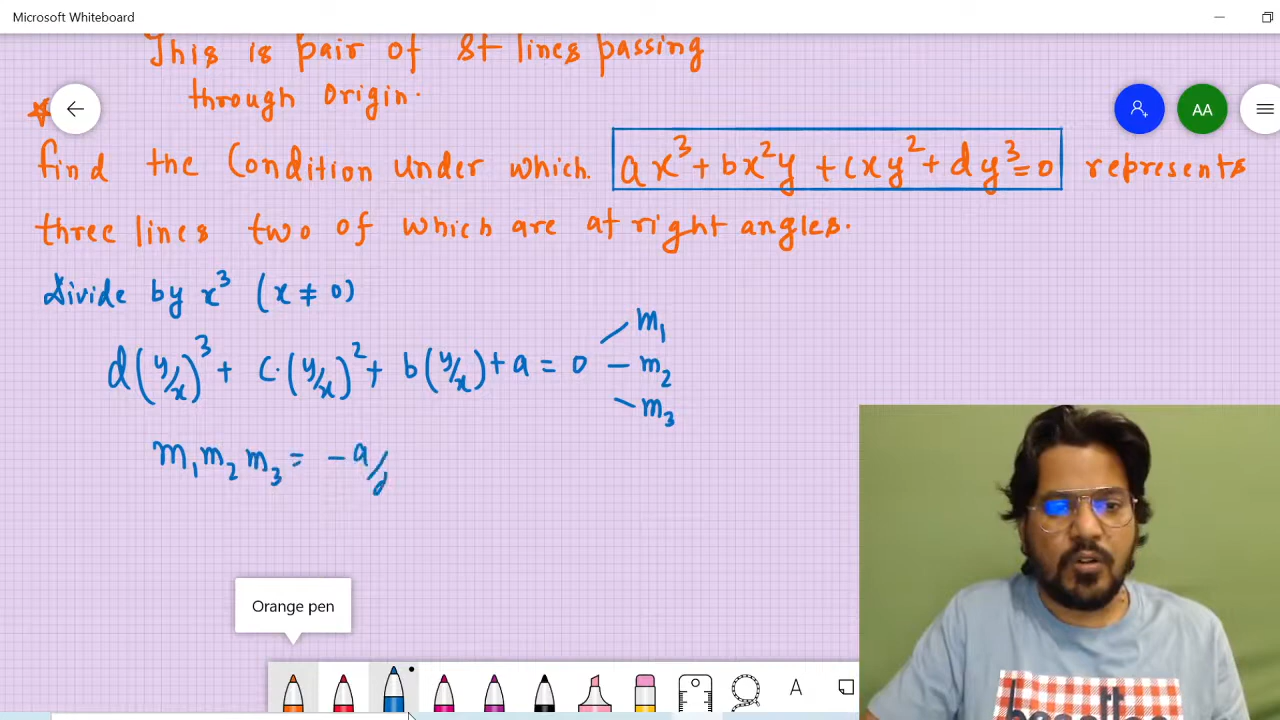 Microsoft Whiteboard
This is pair of St lines passing
through Origin.
AA
find the Condition under which ax³ + bx²y + cxy² + dy³ = 0 represents
three lines two of which are at right angles.
Divide by x³ (x ≠ 0)
d(y/x)³ + c.(y/x)² + b(y/x) + a = 0
m₁
m₂
m₃
m₁m₂m₃ = -a/d
Orange pen
A